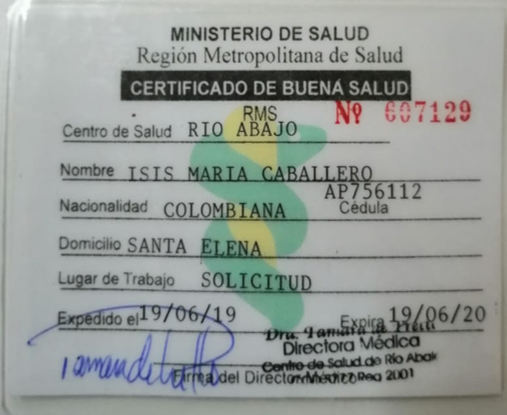 MINISTERIO DE SALUD
Región Metropolitana de Salud
CERTIFICADO DE BUENA SALUD
RMS Nº 607129
Centro de Salud RIO ABAJO
Nombre ISIS MARIA CABALLERO
AP756112
Nacionalidad COLOMBIANA Cédula
Domicilio SANTA ELENA
Lugar de Trabajo SOLICITUD
Expedido el 19/06/19 Expira 19/06/20
Dra. Tamara de
Directora Médica
Centro de Salud de Río Abajo
Firma del Director Médico Reg 2001